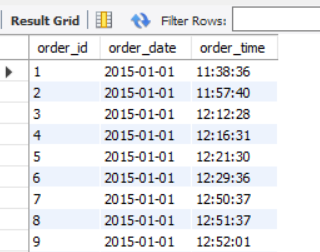 Result Grid Filter Rows:
order_id order_date order_time
1 2015-01-01 11:38:36
2 2015-01-01 11:57:40
3 2015-01-01 12:12:28
4 2015-01-01 12:16:31
5 2015-01-01 12:21:30
6 2015-01-01 12:29:36
7 2015-01-01 12:50:37
8 2015-01-01 12:51:37
9 2015-01-01 12:52:01